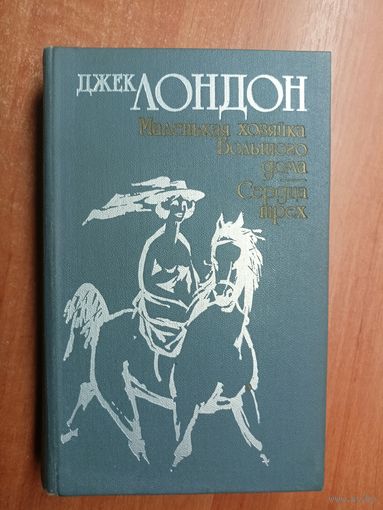 ДЖЕК ЛОНДОН
Маленькая хозяйка
Большого
дома
Сердца
трех